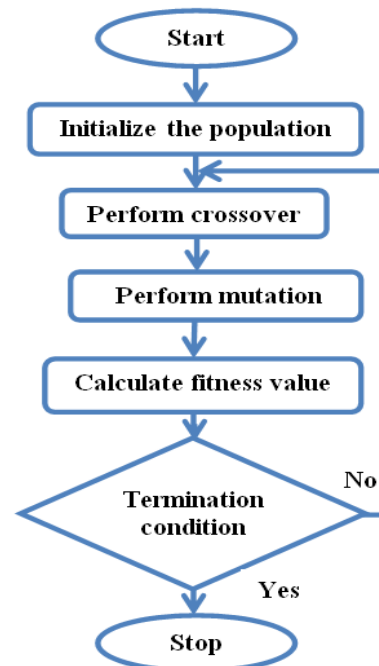 Start
Initialize the population
Perform crossover
Perform mutation
Calculate fitness value
Termination
condition
No
Yes
Stop